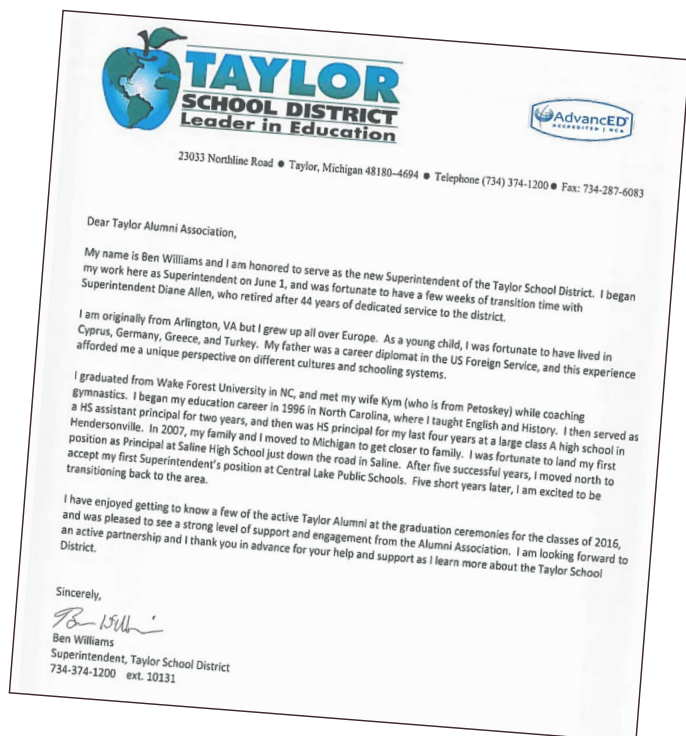 TAYLOR
SCHOOL DISTRICT
Leader in Education
AdvancED
ACCREDITED | NCA
23033 Northline Road ● Taylor, Michigan 48180–4694 ● Telephone (734) 374-1200 ● Fax: 734-287-6083
Dear Taylor Alumni Association,
My name is Ben Williams and I am honored to serve as the new Superintendent of the Taylor School District. I began
my work here as Superintendent on June 1, and was fortunate to have a few weeks of transition time with
Superintendent Diane Allen, who retired after 44 years of dedicated service to the district.
I am originally from Arlington, VA but I grew up all over Europe. As a young child, I was fortunate to have lived in
Cyprus, Germany, Greece, and Turkey. My father was a career diplomat in the US Foreign Service, and this experience
afforded me a unique perspective on different cultures and schooling systems.
I graduated from Wake Forest University in NC, and met my wife Kym (who is from Petoskey) while coaching
gymnastics. I began my education career in 1996 in North Carolina, where I taught English and History. I then served as
a HS assistant principal for two years, and then was HS principal for my last four years at a large class A high school in
Hendersonville. In 2007, my family and I moved to Michigan to get closer to family. I was fortunate to land my first
position as Principal at Saline High School just down the road in Saline. After five successful years, I moved north to
accept my first Superintendent's position at Central Lake Public Schools. Five short years later, I am excited to be
transitioning back to the area.
I have enjoyed getting to know a few of the active Taylor Alumni at the graduation ceremonies for the classes of 2016,
and was pleased to see a strong level of support and engagement from the Alumni Association. I am looking forward to
an active partnership and I thank you in advance for your help and support as I learn more about the Taylor School
District.
Sincerely,
Ben Williams
Ben Williams
Superintendent, Taylor School District
734-374-1200 ext. 10131